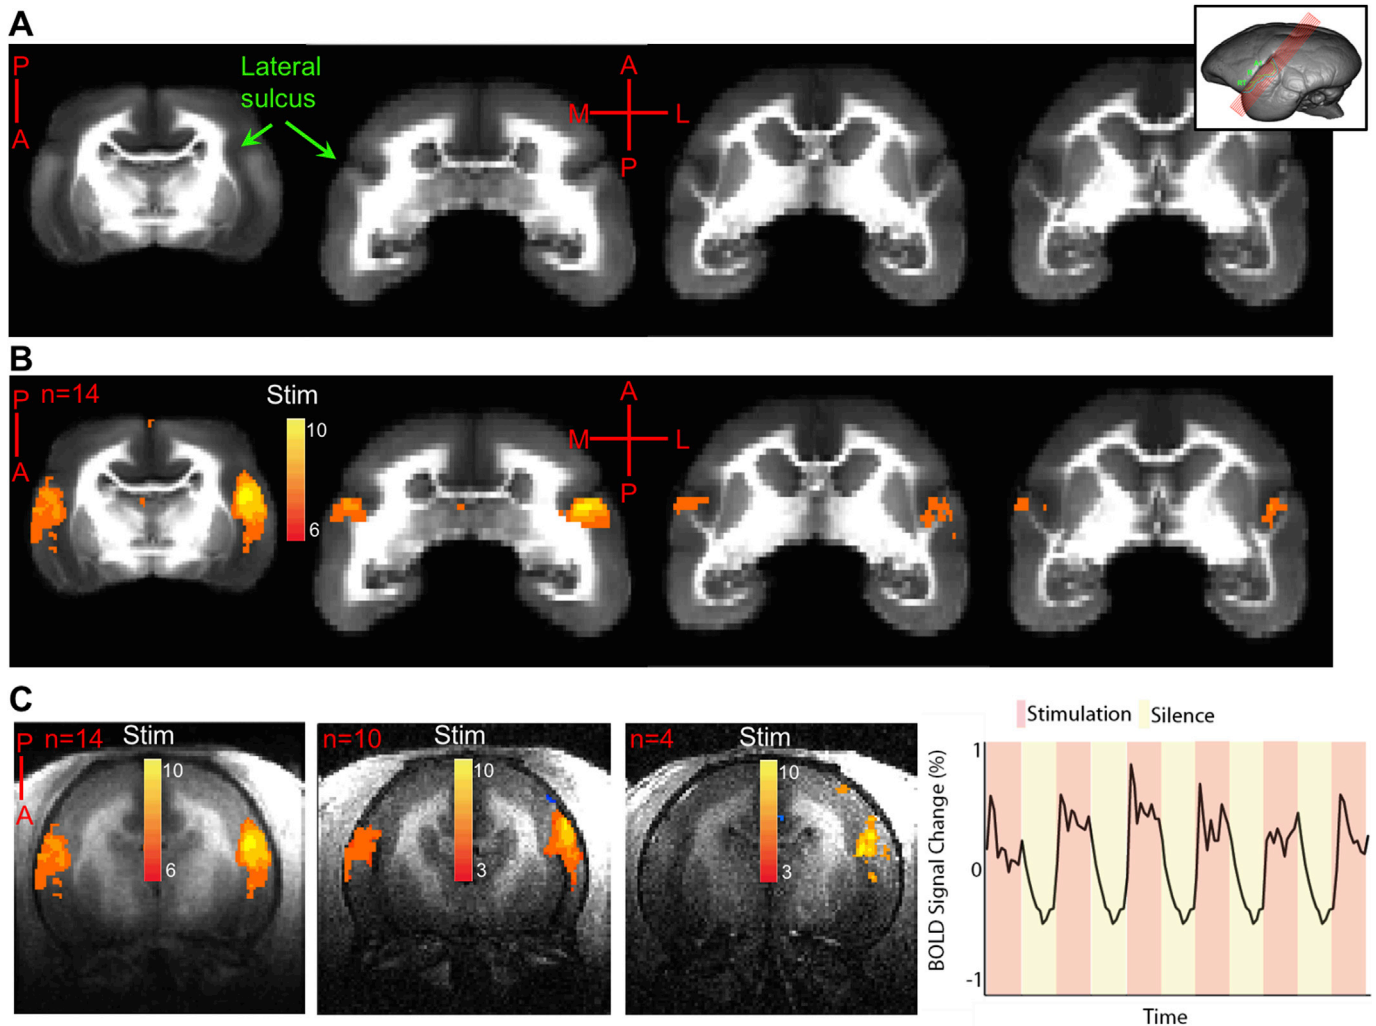 A
P
A
Lateral
sulcus
A
M
L
P
B
P
n=14
A
Stim
10
6
A
M
L
P
C
P
n=14
Stim
A
10
6
n=10
Stim
10
3
n=4
Stim
10
3
Stimulation
Silence
BOLD Signal Change (%)
1
0
-1
Time